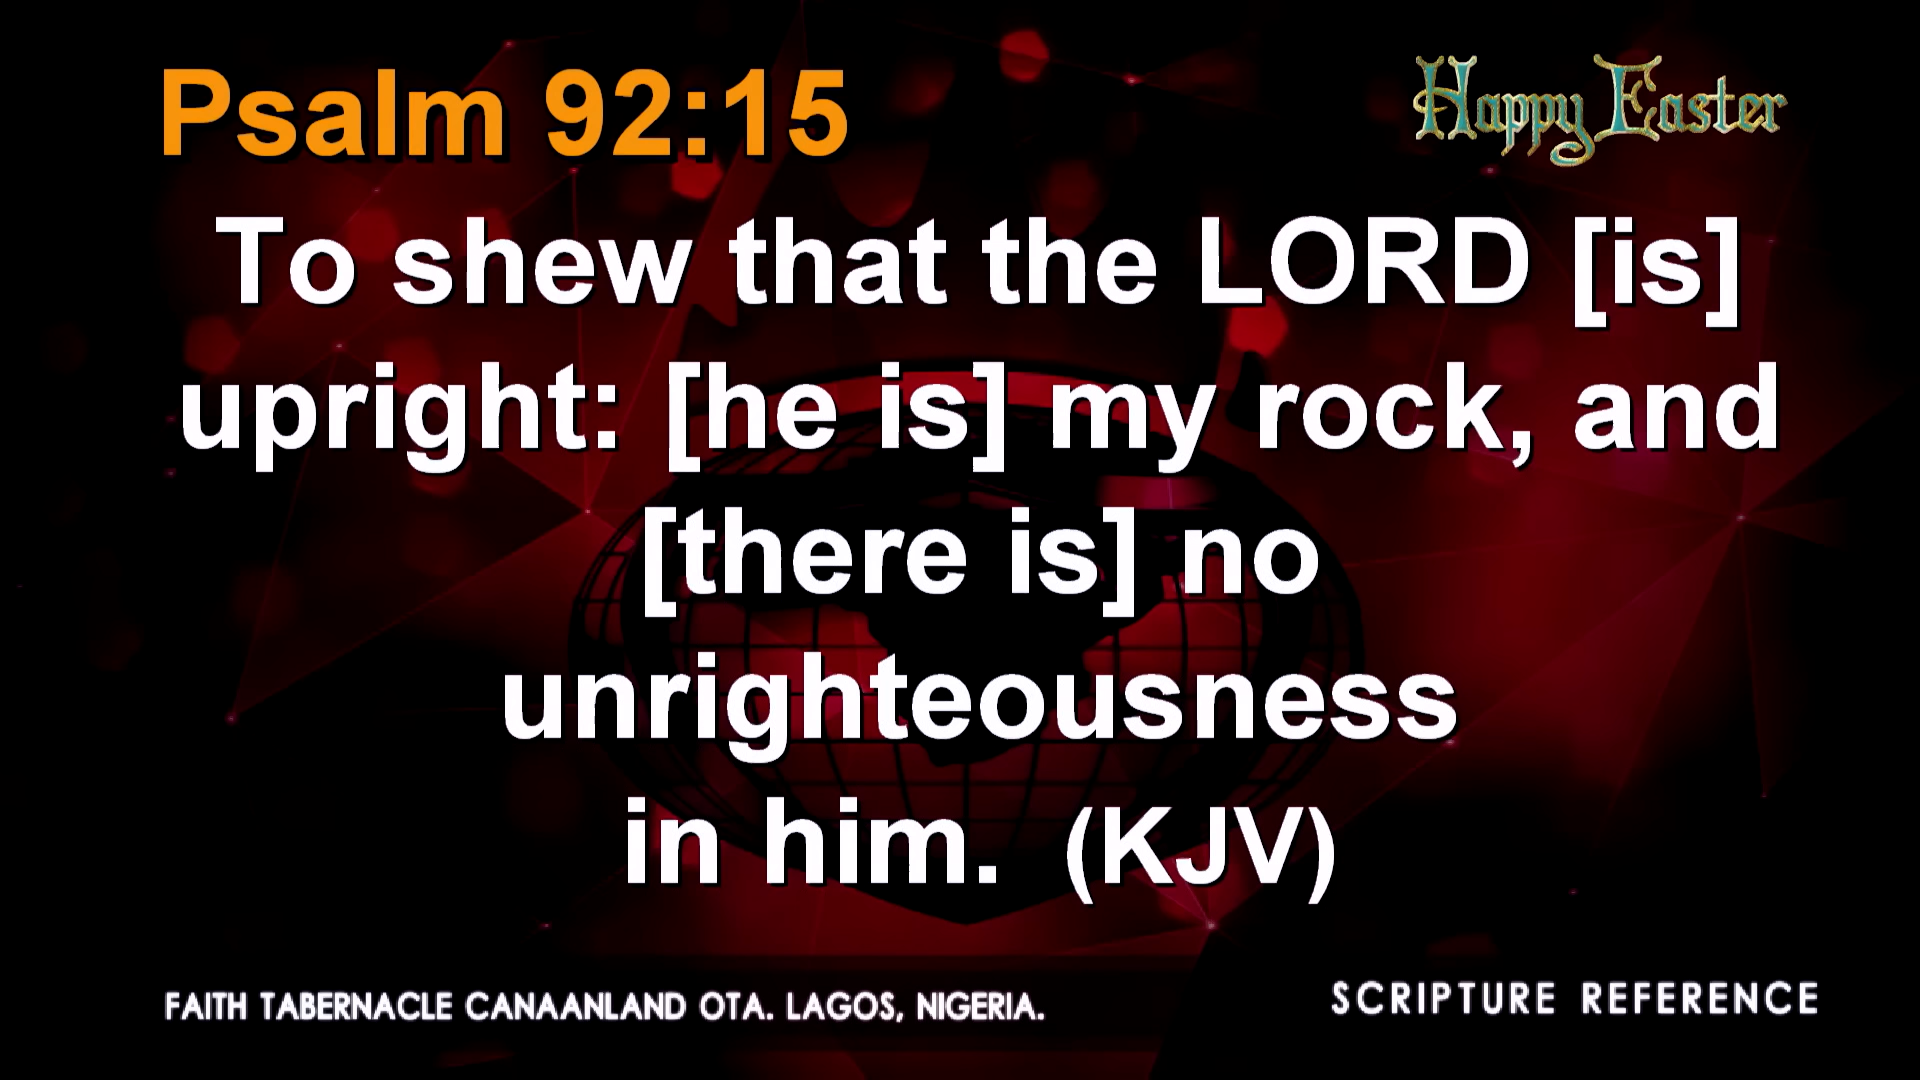 Psalm 92:15
Happy Easter
To shew that the LORD [is]
upright: [he is] my rock, and
[there is] no
unrighteousness
in him. (KJV)
FAITH TABERNACLE CANAANLAND OTA. LAGOS, NIGERIA.
SCRIPTURE REFERENCE